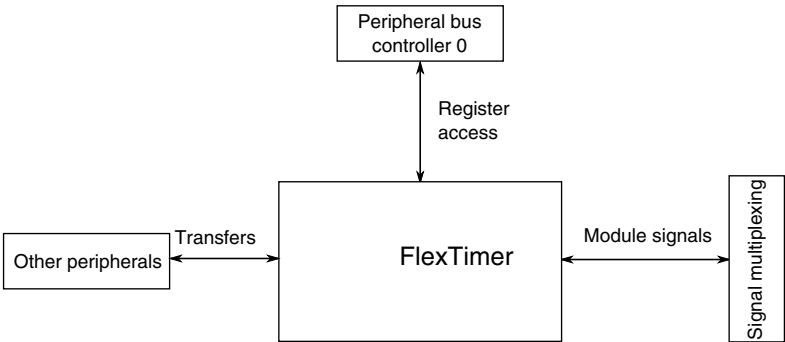 Peripheral bus
controller 0
Register
access
Other peripherals
Transfers
FlexTimer
Module signals
Signal multiplexing